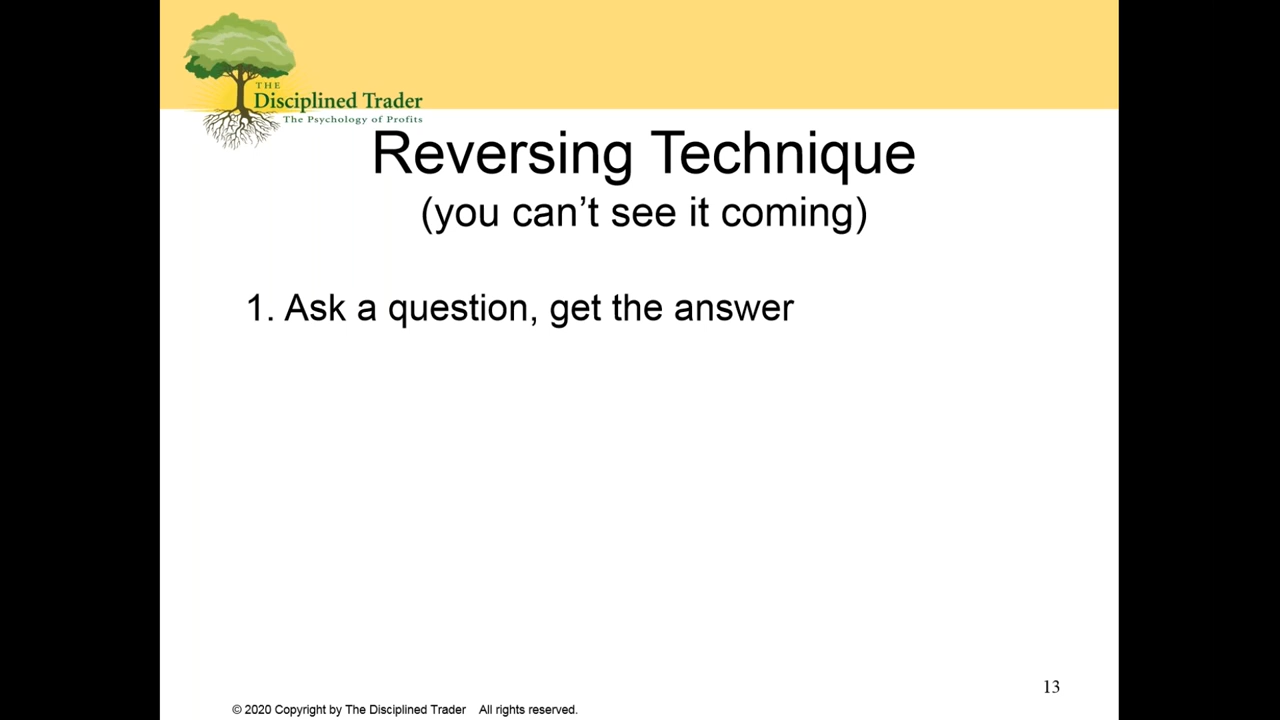 THE
Disciplined Trader
The Psychology of Profits
Reversing Technique
(you can’t see it coming)
1. Ask a question, get the answer
13
© 2020 Copyright by The Disciplined Trader All rights reserved.